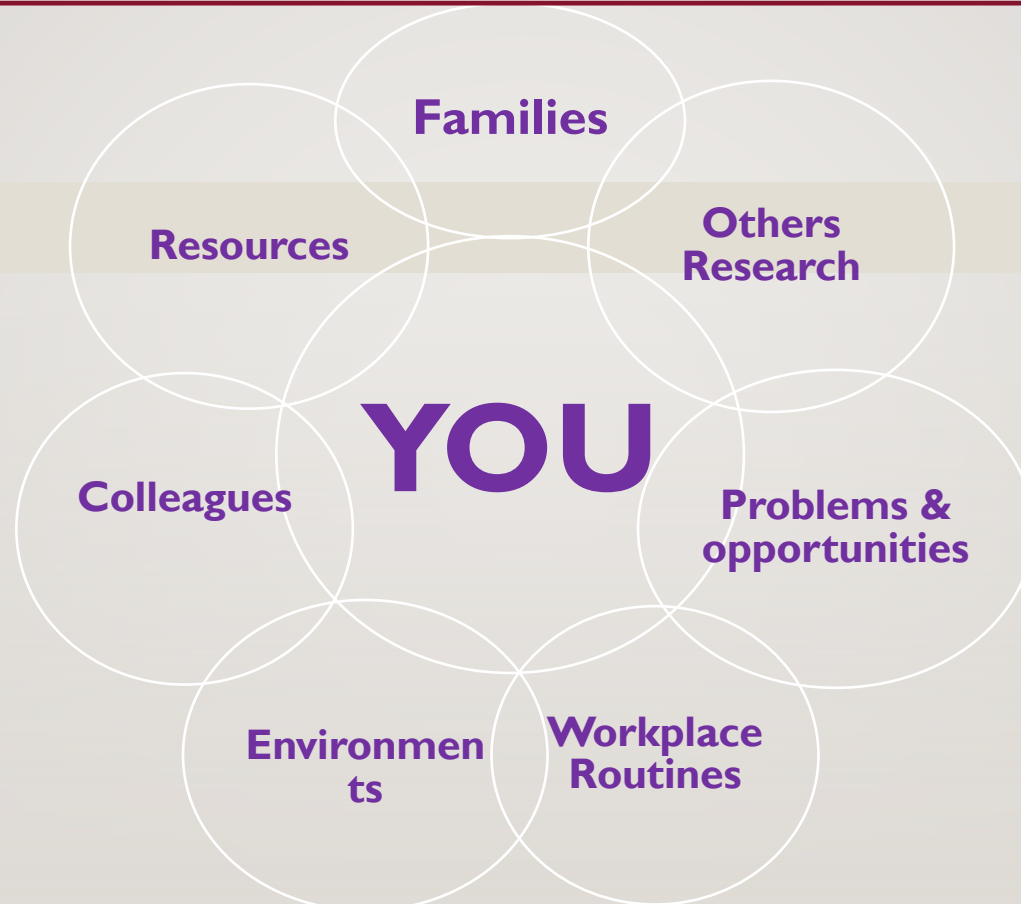 Families
Resources
Others
Research
YOU
Colleagues
Problems &
opportunities
Environmen
ts
Workplace
Routines